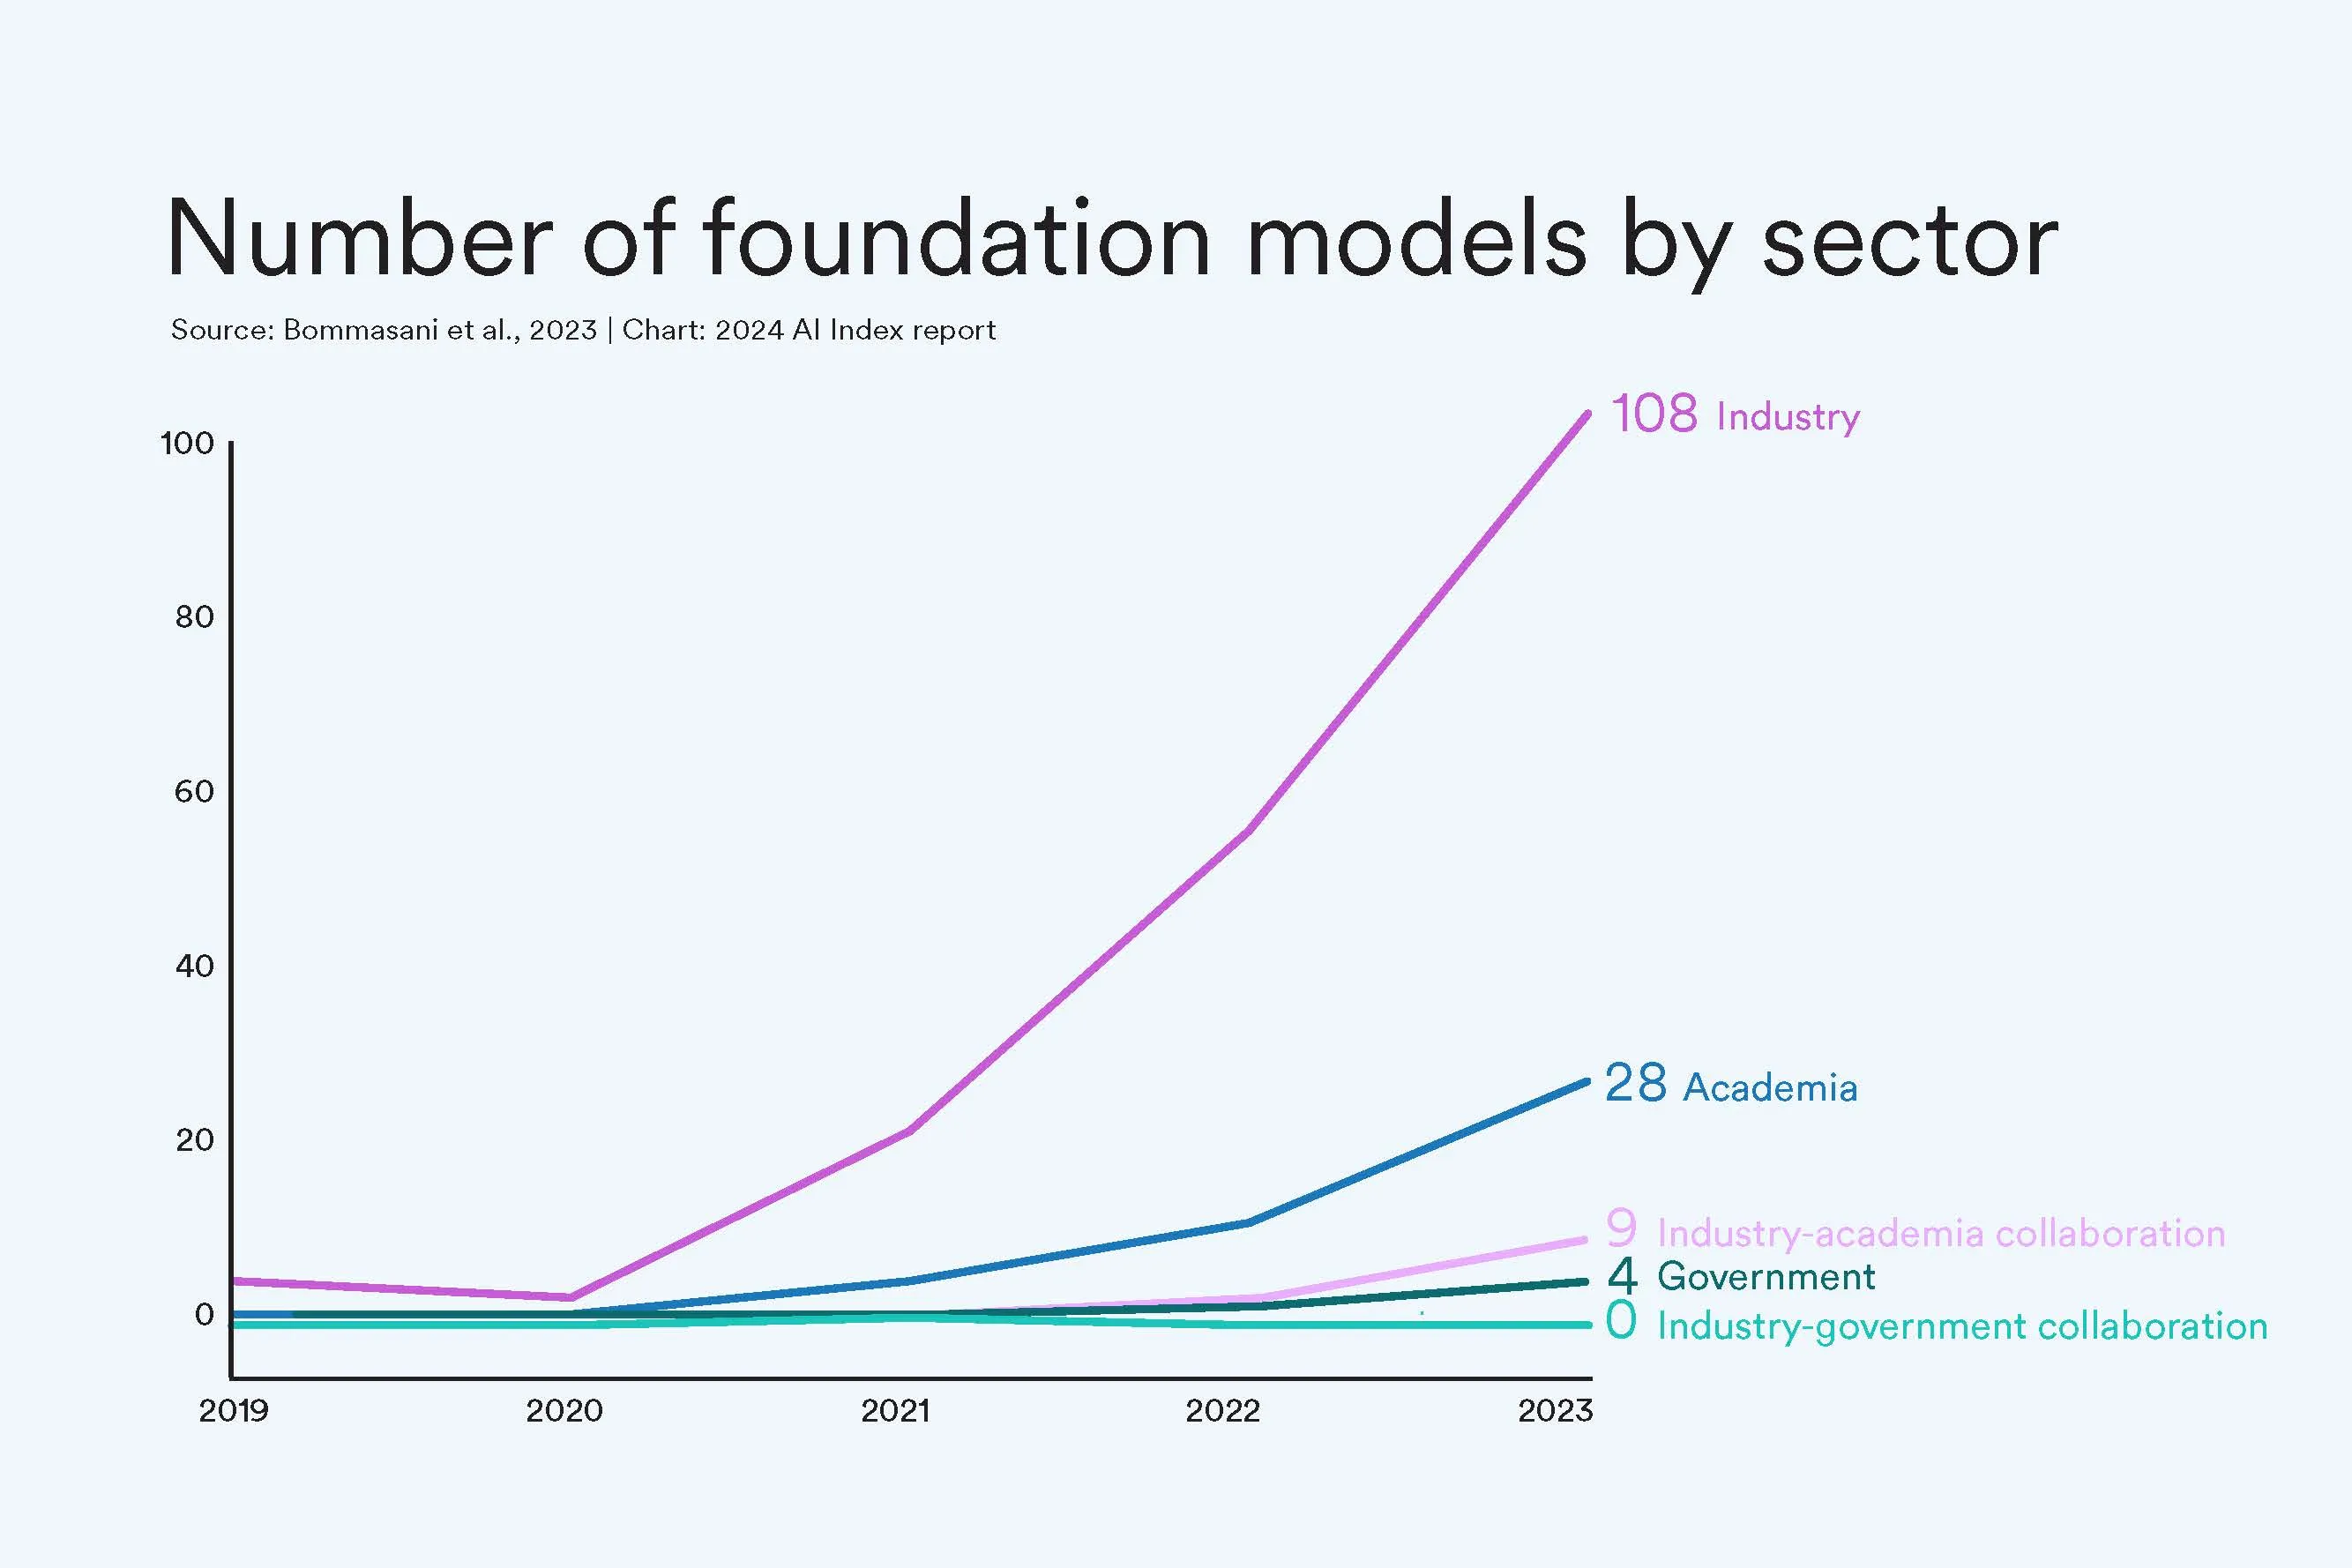 Number of foundation models by sector
Source: Bommasani et al., 2023 | Chart: 2024 AI Index report
108 Industry
100
80
60
40
28 Academia
20
9 Industry-academia collaboration
4 Government
0
0 Industry-government collaboration
2019 2020 2021 2022 2023